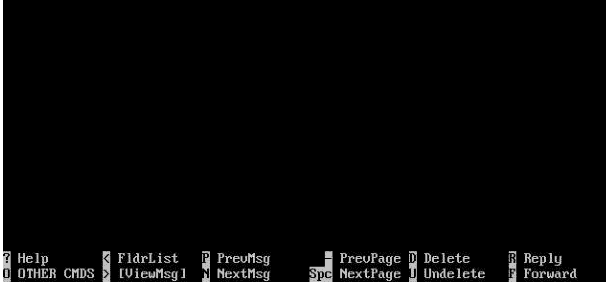 ? Help < FldrList P PrevMsg - PrevPage D Delete R Reply
O OTHER CMDS > [ViewMsg] N NextMsg Spc NextPage U Undelete F Forward